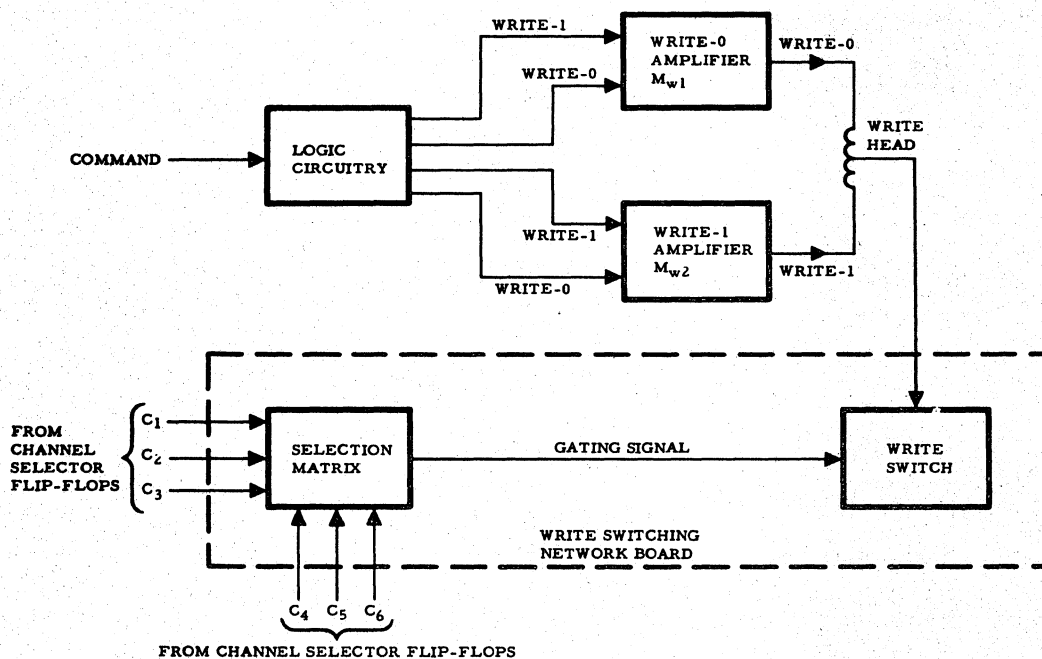 WRITE-1
WRITE-0
AMPLIFIER
Mw1
WRITE-0
WRITE-0
WRITE
HEAD
COMMAND
LOGIC
CIRCUITRY
WRITE-1
WRITE-1
AMPLIFIER
Mw2
WRITE-1
WRITE-0
FROM
CHANNEL
SELECTOR
FLIP-FLOPS
C1
C2
C3
SELECTION
MATRIX
GATING SIGNAL
WRITE
SWITCH
WRITE SWITCHING
NETWORK BOARD
C4 C5 C6
FROM CHANNEL SELECTOR FLIP-FLOPS